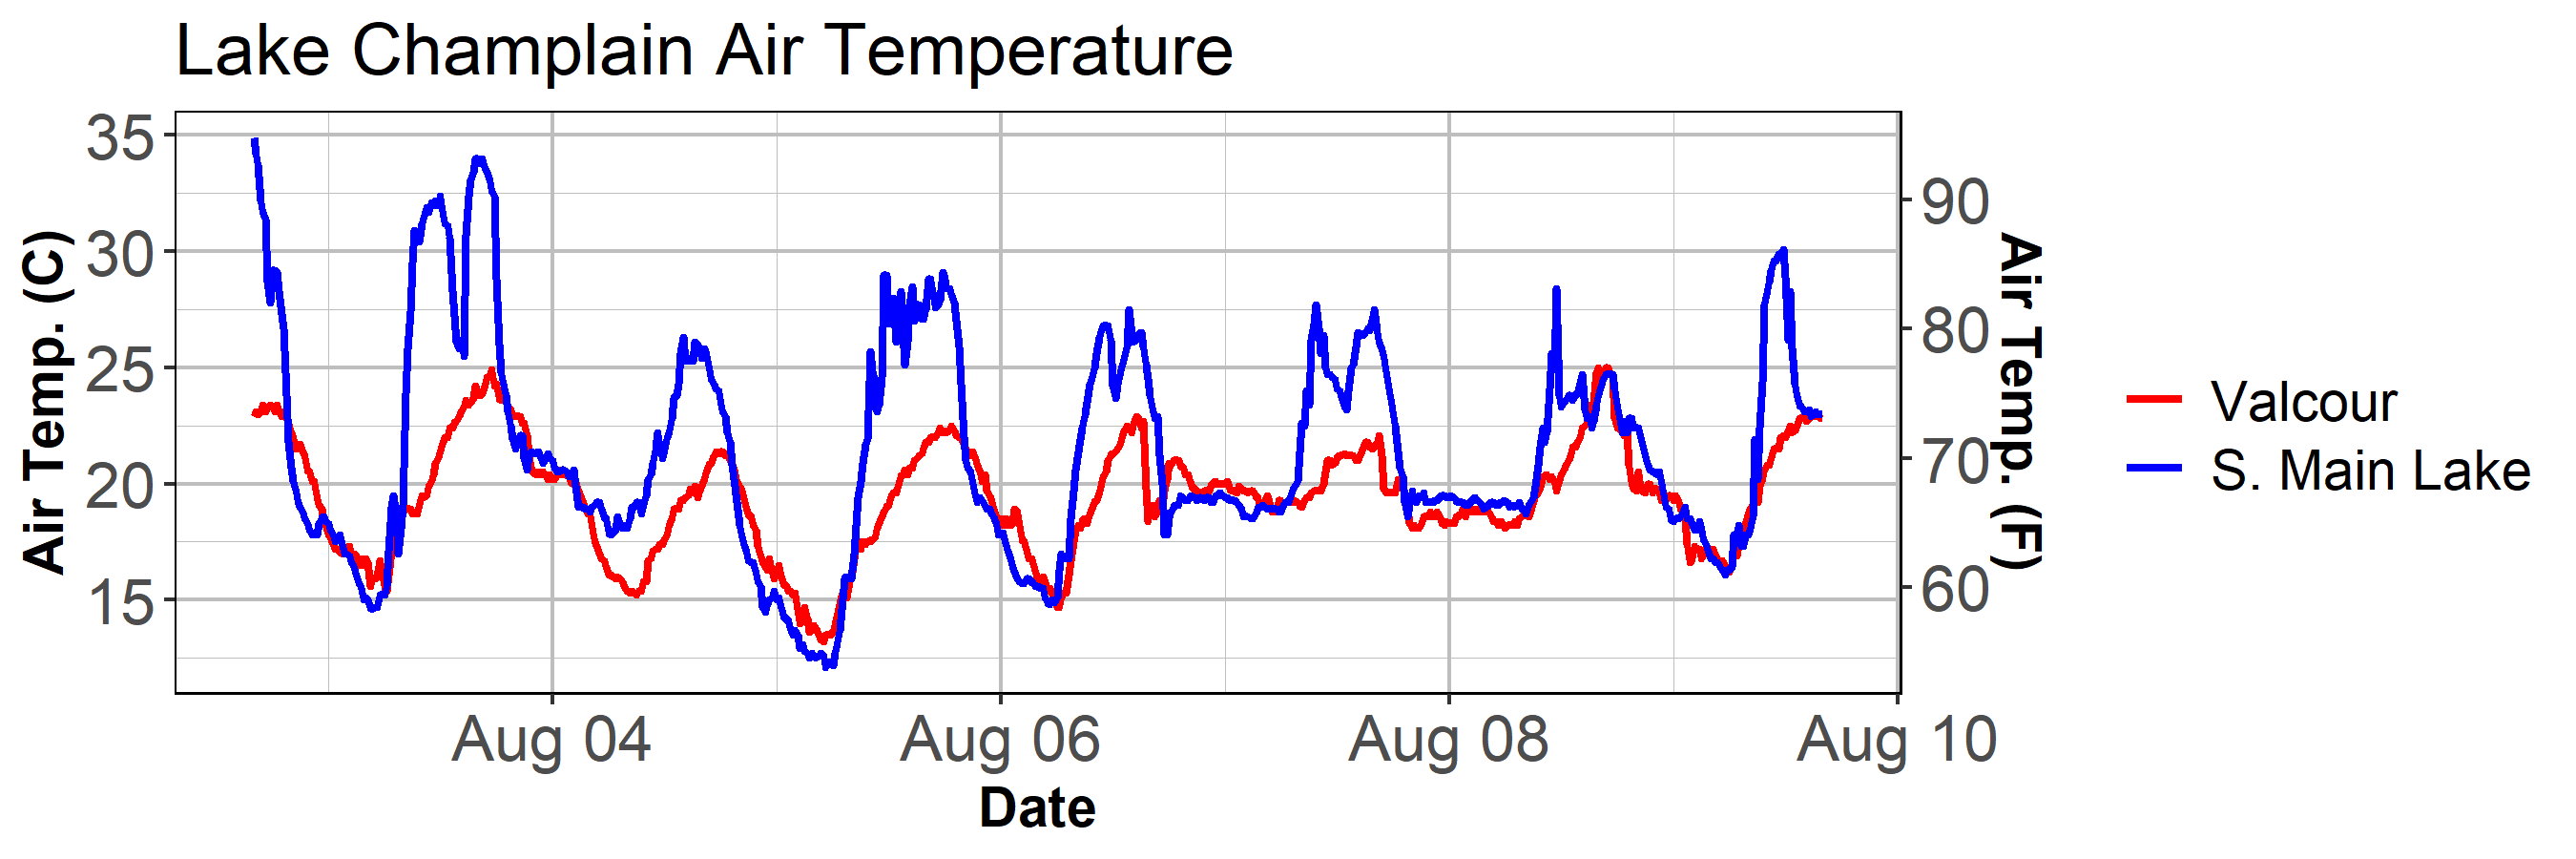 Lake Champlain Air Temperature
Air Temp. (C)
35
30
25
20
15
90
80
70
60
Air Temp. (F)
Aug 04
Aug 06
Aug 08
Aug 10
Date
Valcour
S. Main Lake